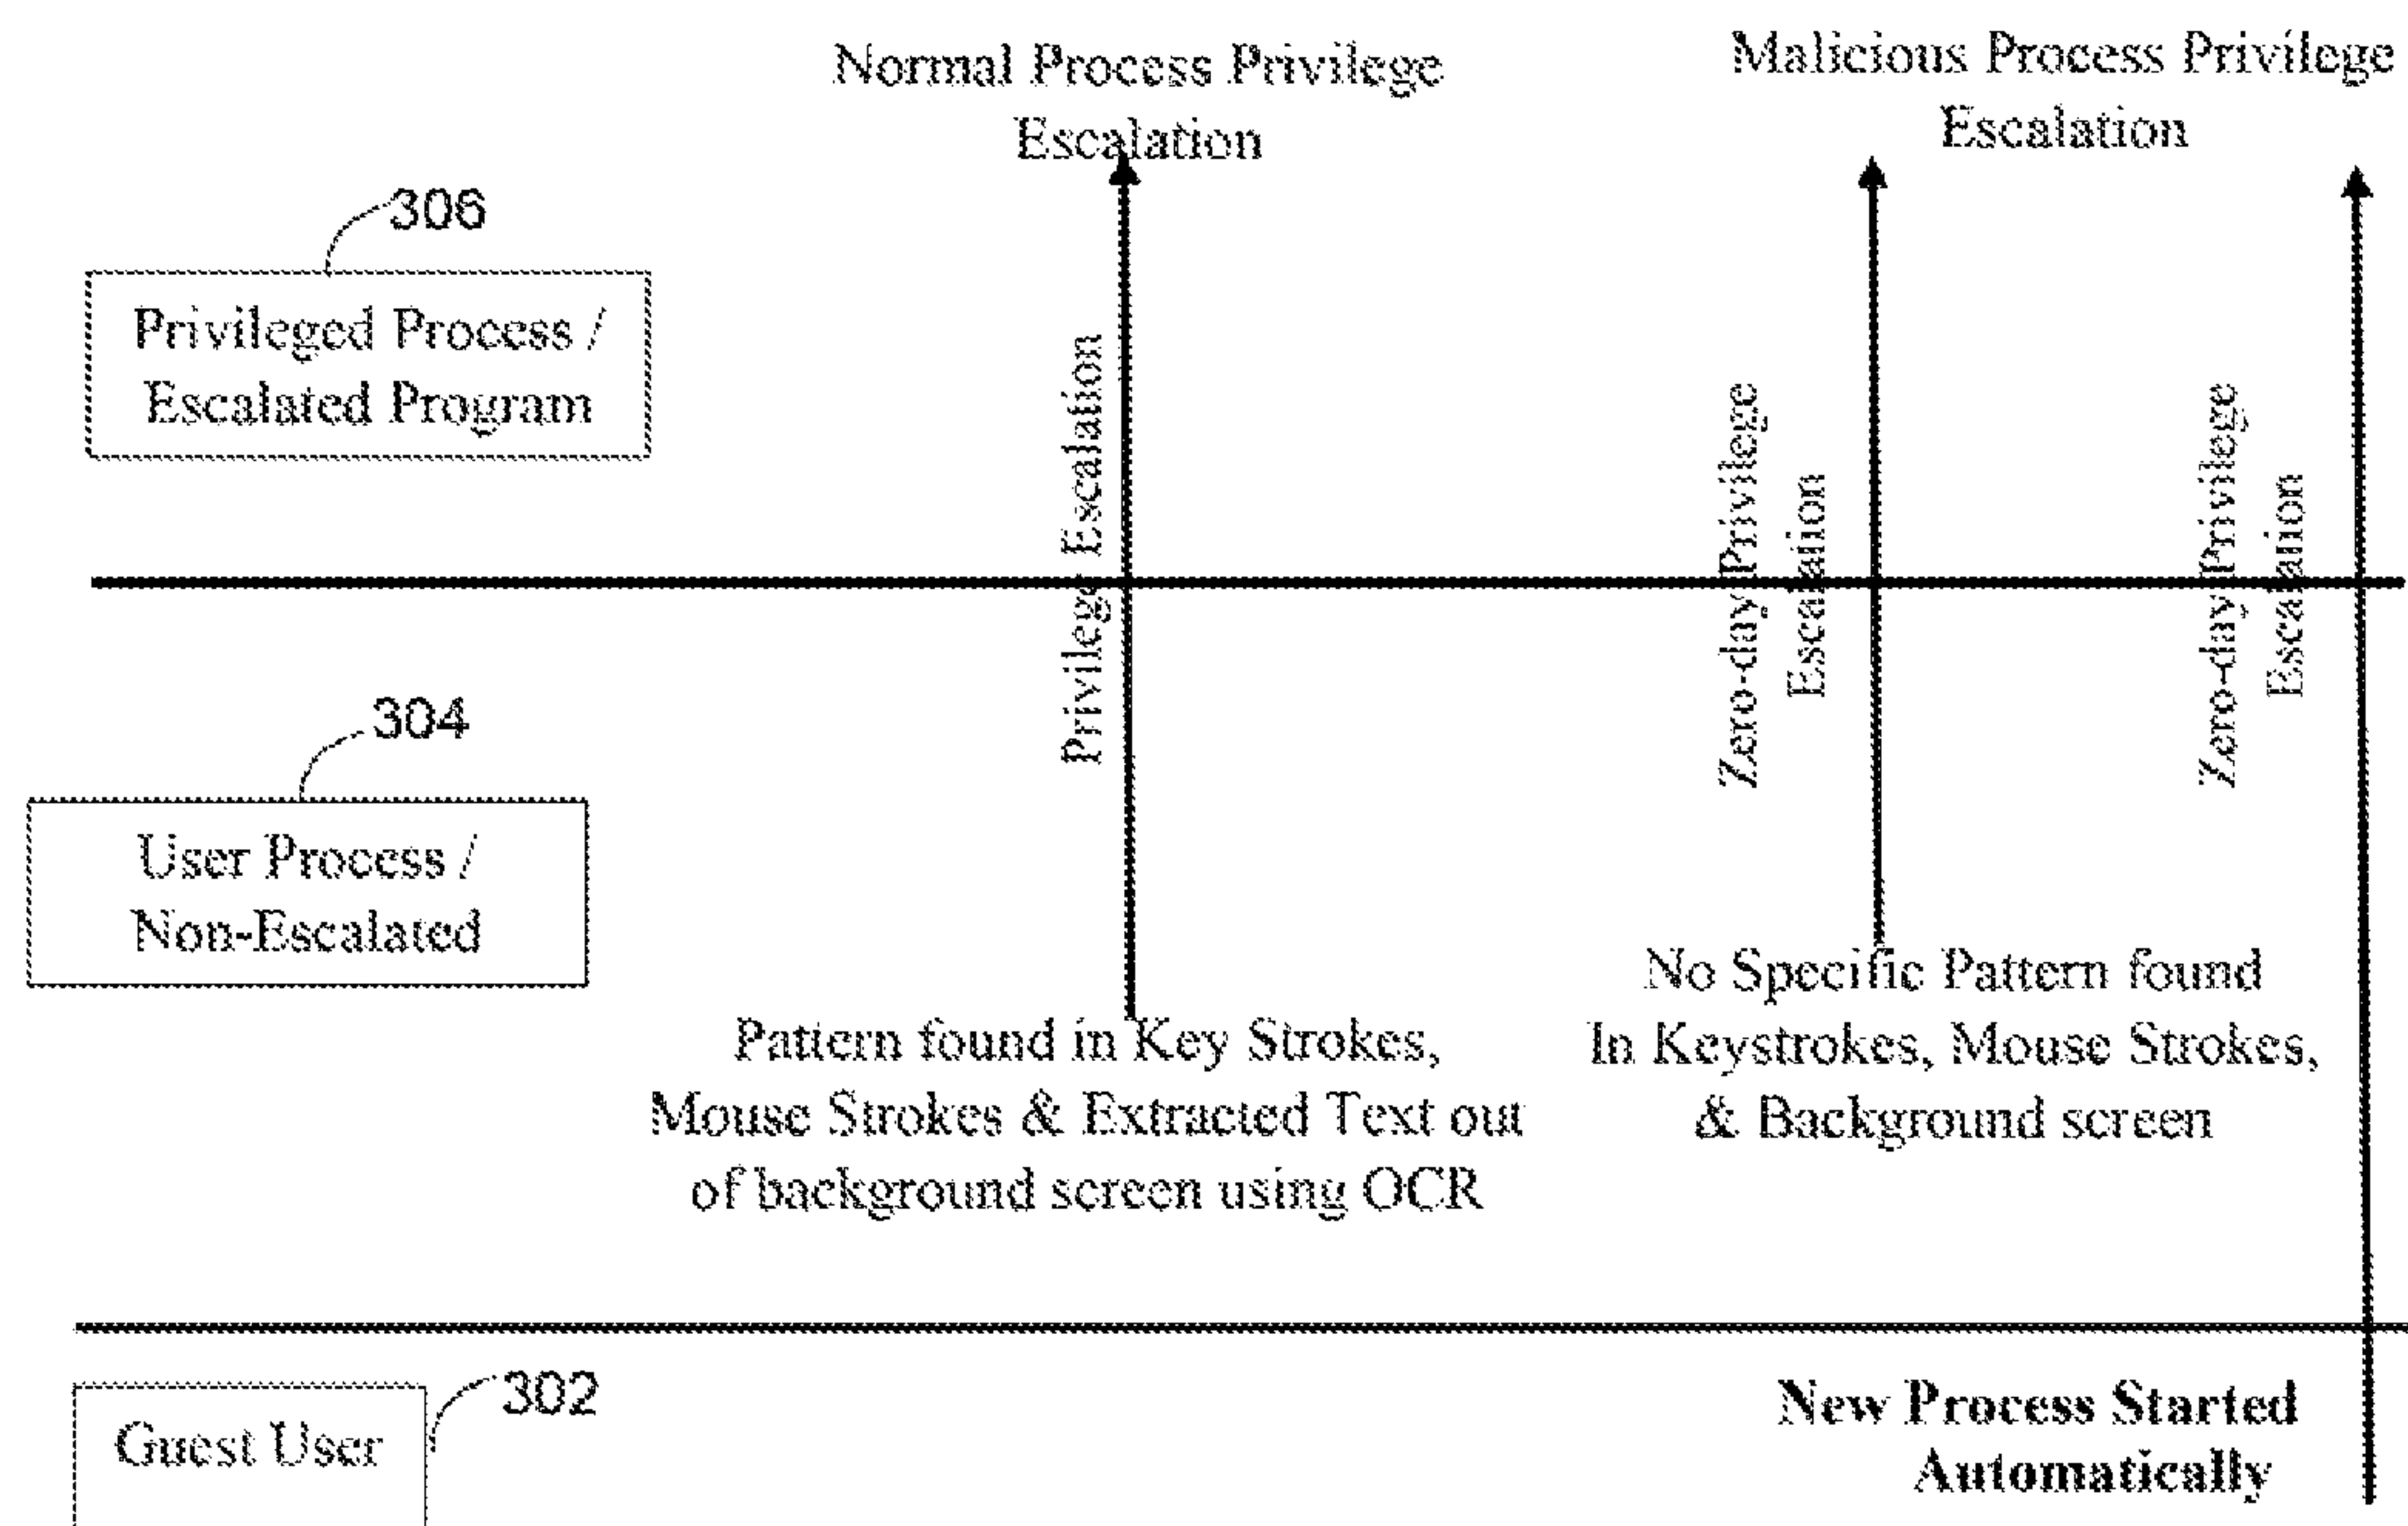 Normal Process Privilege
Escalation
Malicious Process Privilege
Escalation
306
Privileged Process /
Escalated Program
Privilege Escalation
Zero-day Privilege
Escalation
Zero-day Privilege
Escalation
304
User Process /
Non-Escalated
Pattern found in Key Strokes,
Mouse Strokes & Extracted Text out
of background screen using OCR
No Specific Pattern found
In Keystrokes, Mouse Strokes,
& Background screen
302
Guest User
New Process Started
Automatically